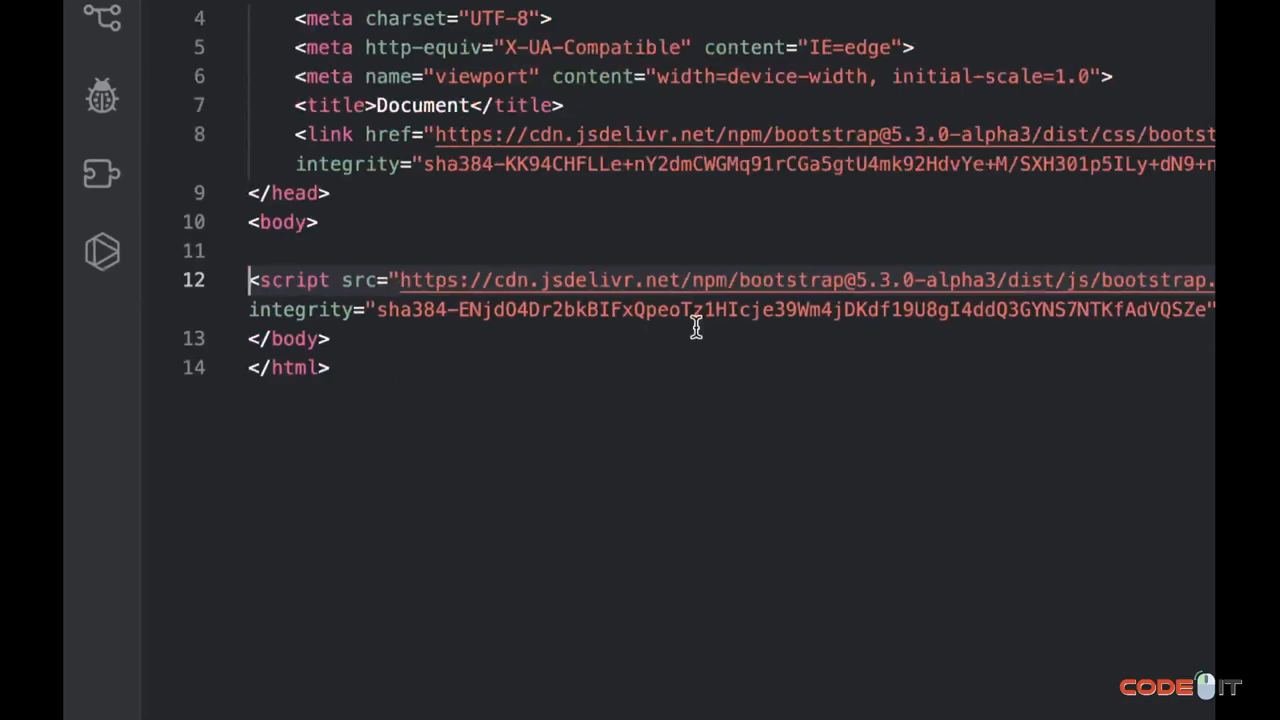 4 <meta charset="UTF-8">
5 <meta http-equiv="X-UA-Compatible" content="IE=edge">
6 <meta name="viewport" content="width=device-width, initial-scale=1.0">
7 <title>Document</title>
8 <link href="https://cdn.jsdelivr.net/npm/bootstrap@5.3.0-alpha3/dist/css/bootst
integrity="sha384-KK94CHFLLe+nY2dmCWGMq91rCGa5gtU4mk92HdvYe+M/SXH301p5ILy+dN9+n
9 </head>
10 <body>
11
12 <script src="https://cdn.jsdelivr.net/npm/bootstrap@5.3.0-alpha3/dist/js/bootstrap.
integrity="sha384-ENjdO4Dr2bkBIFxQpeoTz1HIcje39Wm4jDKdf19U8gI4ddQ3GYNS7NTKfAdVQSZe"
13 </body>
14 </html>
CODE IT